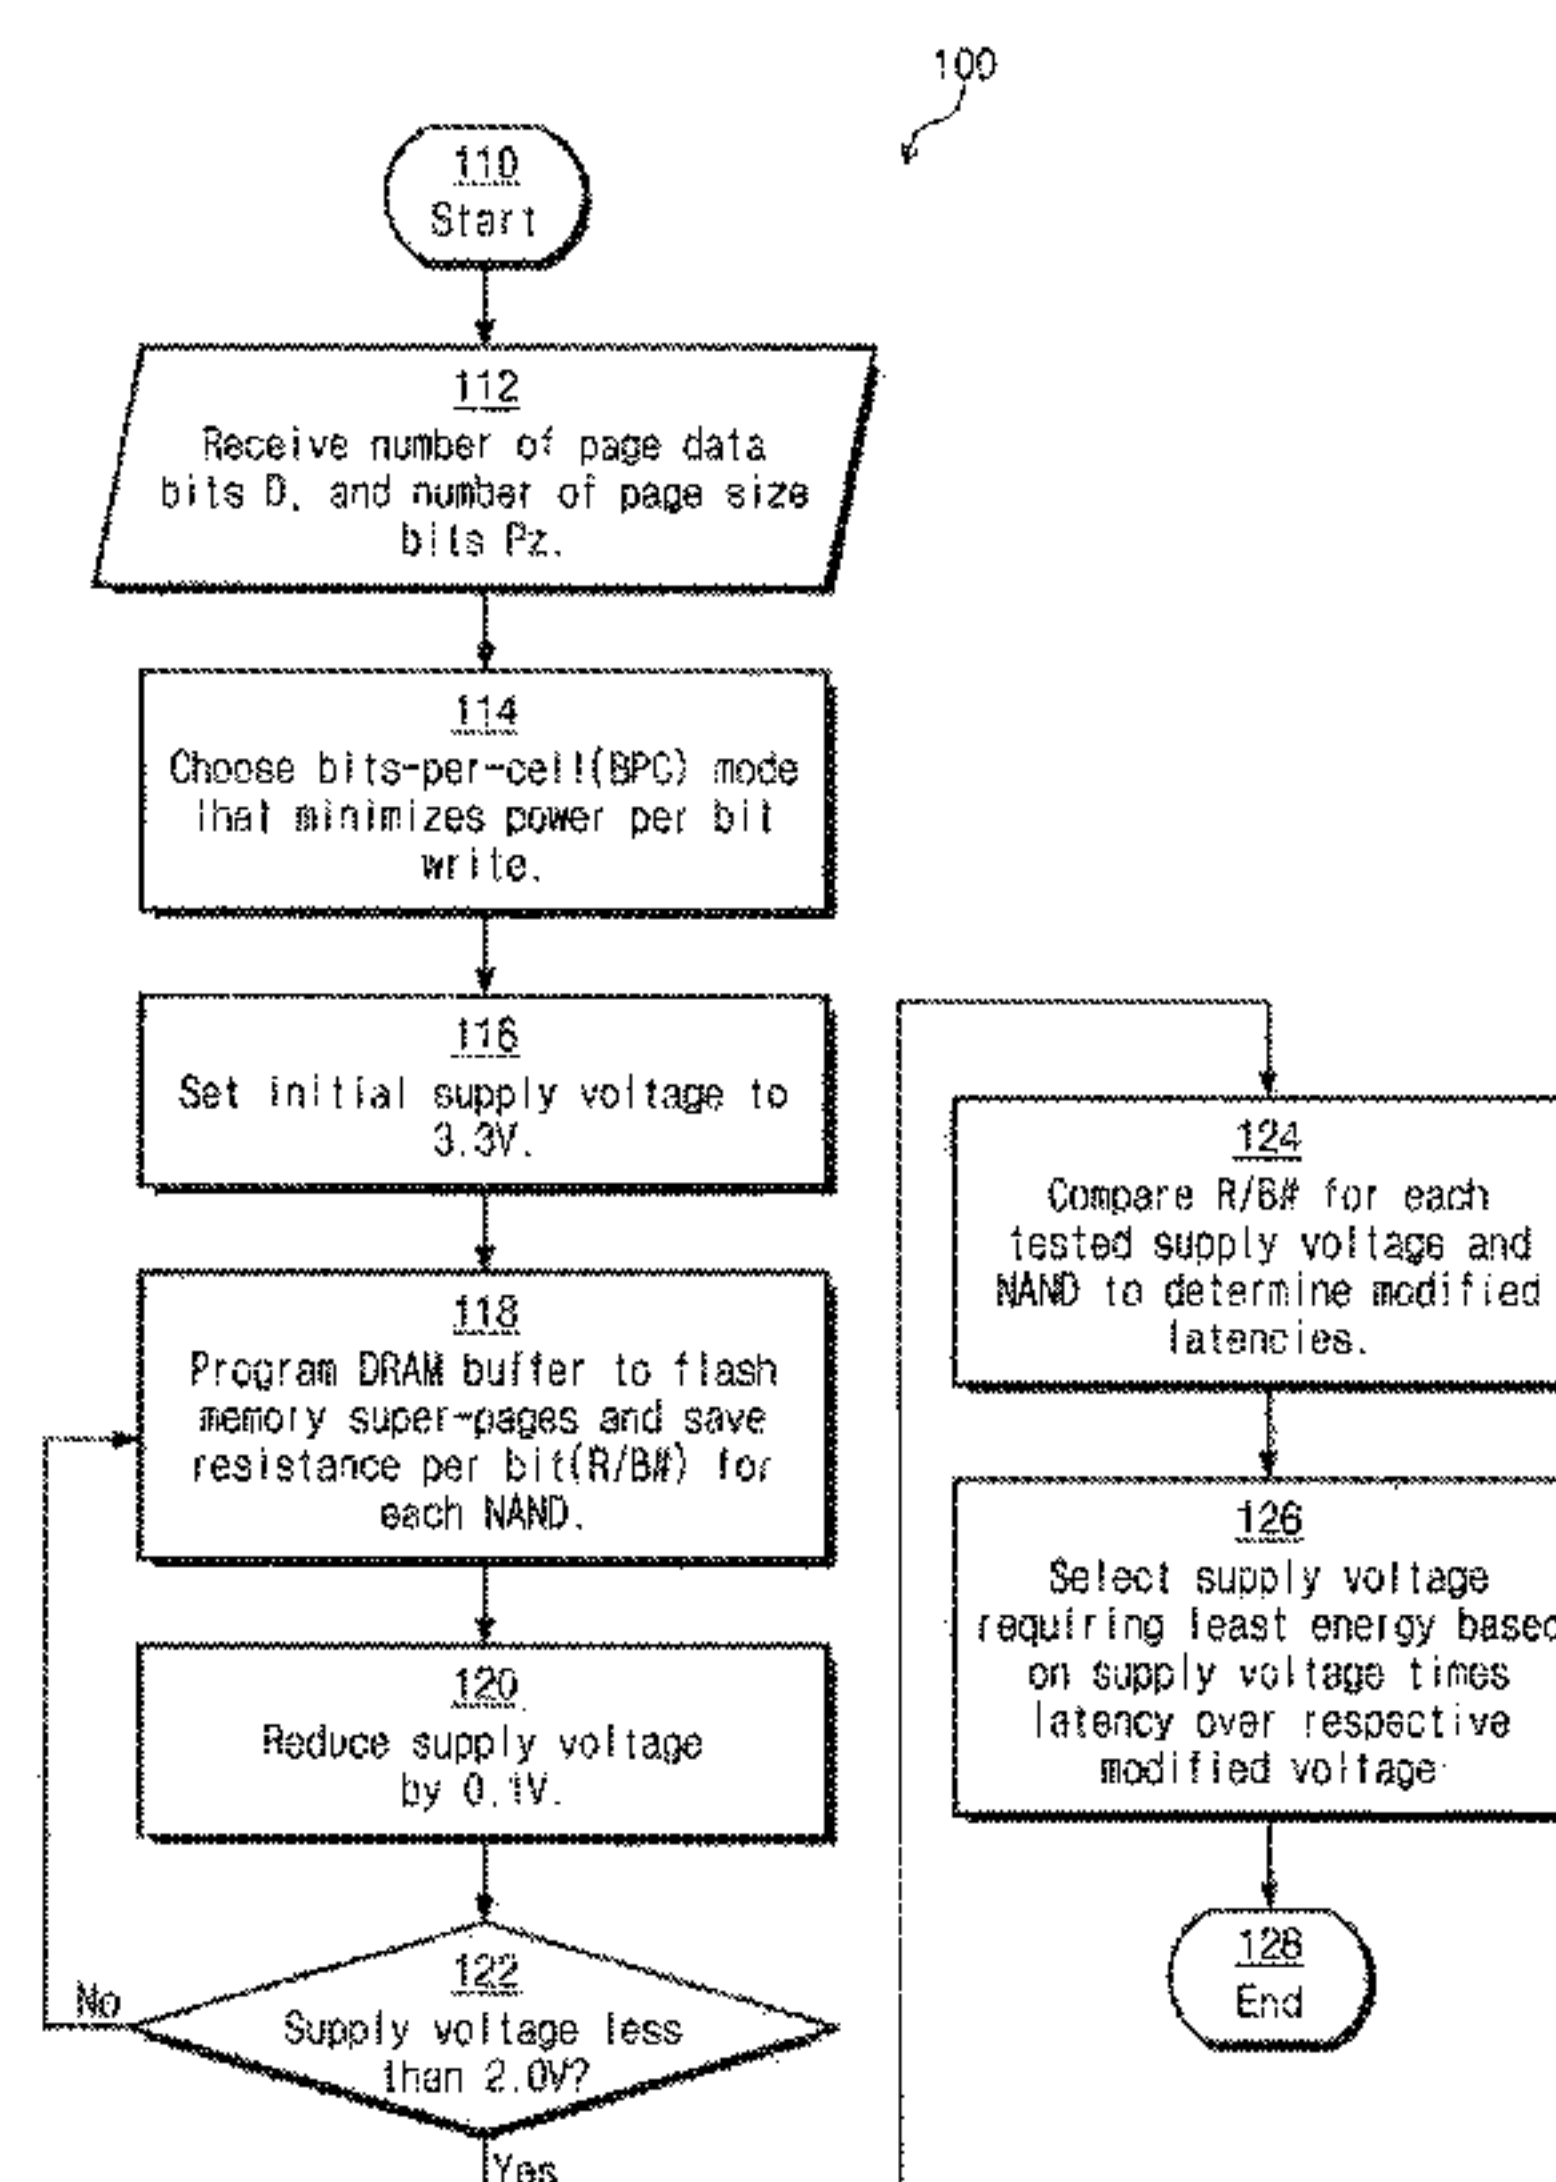 100
110
Start
112
Receive number of page data
bits D, and number of page size
bits Pz.
114
Choose bits-per-cell(BPC) mode
that minimizes power per bit
write.
116
Set initial supply voltage to
3.3V.
118
Program DRAM buffer to flash
memory super-pages and save
resistance per bit(R/B#) for
each NAND.
120
Reduce supply voltage
by 0.1V.
122
Supply voltage less
than 2.0V?
No
Yes
124
Compare R/B# for each
tested supply voltage and
NAND to determine modified
latencies.
126
Select supply voltage
requiring least energy based
on supply voltage times
latency over respective
modified voltage
128
End